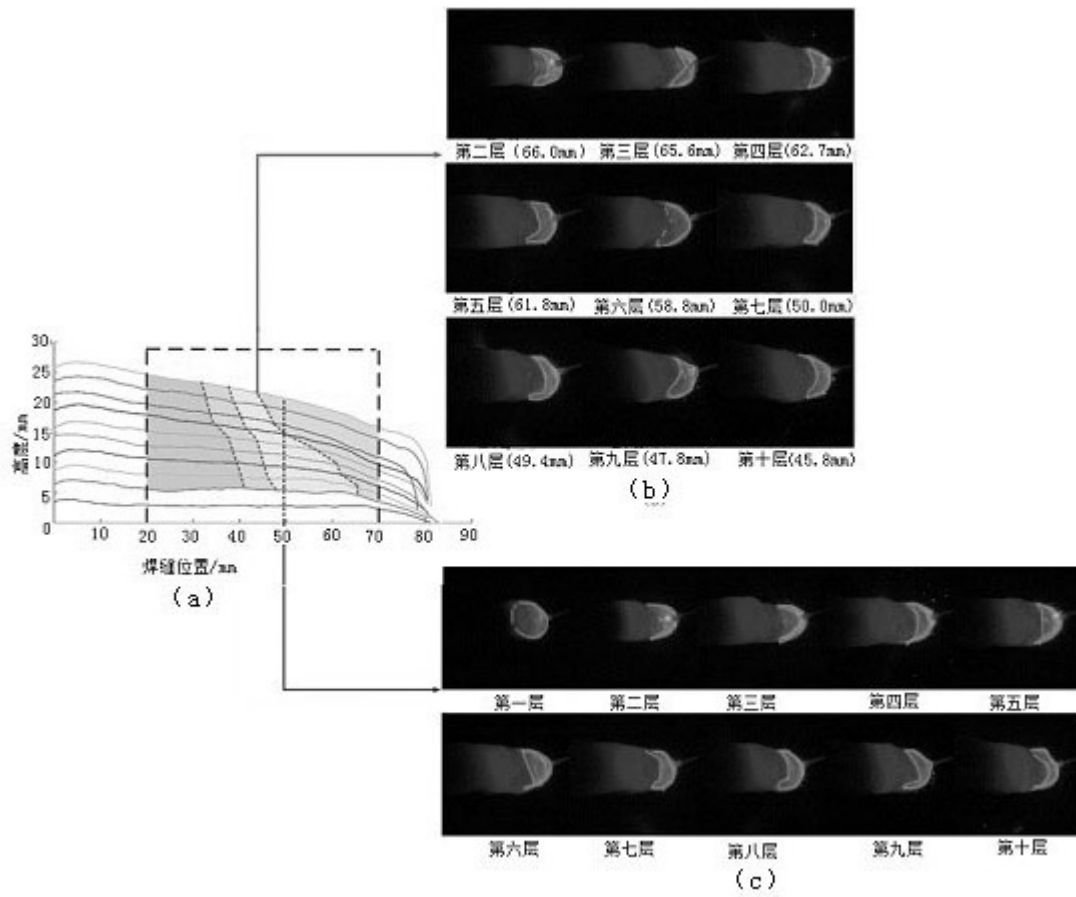 第二层 (66.0mm) 第三层(65.6mm) 第四层(62.7mm)
第五层(61.8mm) 第六层(58.8mm) 第七层(50.0mm)
第八层(49.4mm) 第九层(47.8mm) 第十层(45.8mm)
(b)
30
25
20
15
10
5
0
高度/mm
10 20 30 40 50 60 70 80 90
焊缝位置/mm
(a)
第一层 第二层 第三层 第四层 第五层
第六层 第七层 第八层 第九层 第十层
(c)